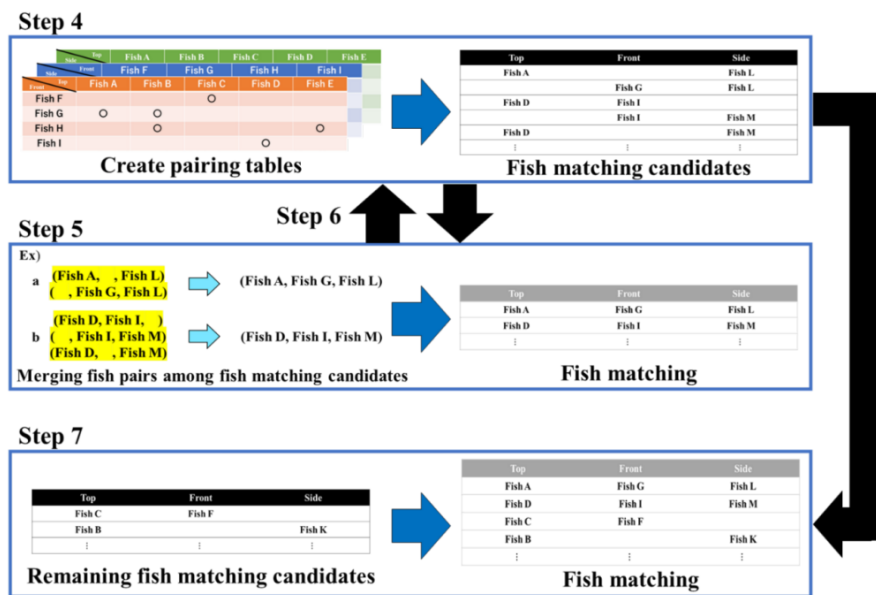 Step 4
Side Top Fish A Fish B Fish C Fish D Fish E
Side Front Fish F Fish G Fish H Fish I
Front Top Fish A Fish B Fish C Fish D Fish E
Fish F
Fish G
Fish H
Fish I
Create pairing tables
Top Front Side
Fish A Fish L
Fish G Fish L
Fish D Fish I
Fish I Fish M
Fish D Fish M
⋮ ⋮ ⋮
Fish matching candidates
Step 6
Step 5
Ex)
a
(Fish A, , Fish L)
( , Fish G, Fish L)
(Fish A, Fish G, Fish L)
b
(Fish D, Fish I, )
( , Fish I, Fish M)
(Fish D, , Fish M)
(Fish D, Fish I, Fish M)
Merging fish pairs among fish matching candidates
Top Front Side
Fish A Fish G Fish L
Fish D Fish I Fish M
⋮ ⋮ ⋮
Fish matching
Step 7
Top Front Side
Fish C Fish F
Fish B Fish K
⋮ ⋮ ⋮
Remaining fish matching candidates
Top Front Side
Fish A Fish G Fish L
Fish D Fish I Fish M
Fish C Fish F
Fish B Fish K
⋮ ⋮ ⋮
Fish matching